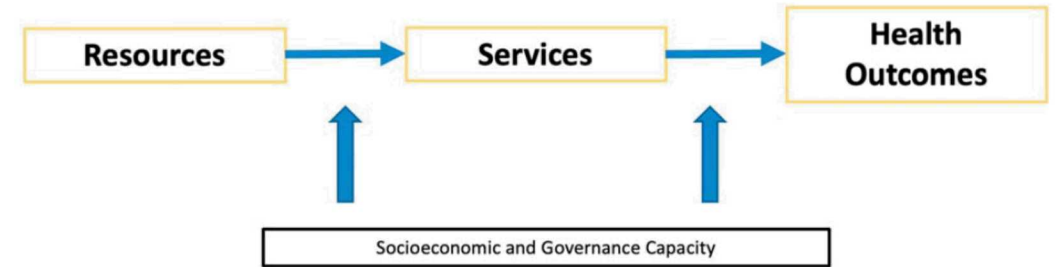 Resources
Services
Health
Outcomes
Socioeconomic and Governance Capacity